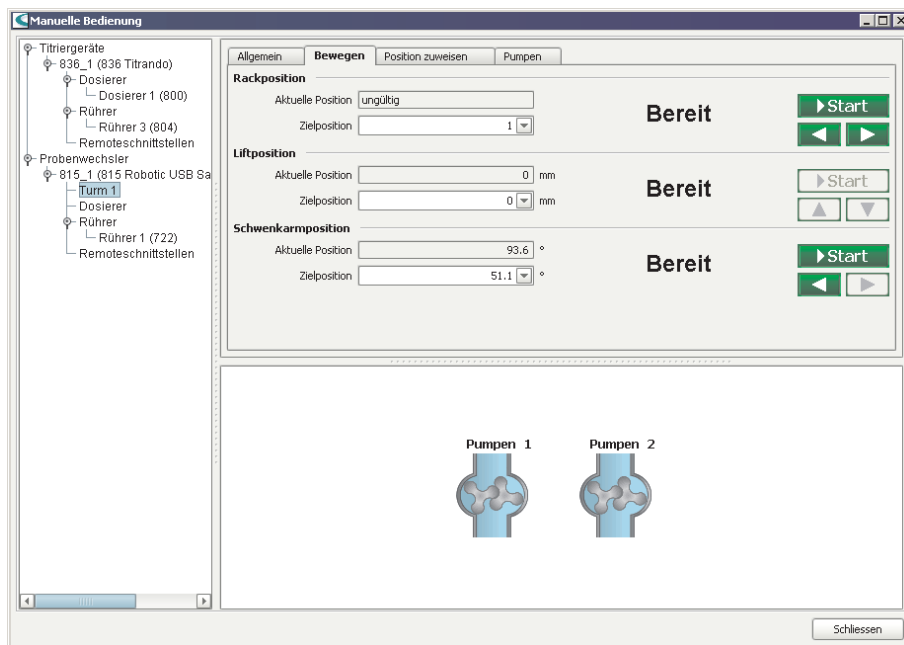 Manuelle Bedienung
Titriergeräte
836_1 (836 Titrando)
Dosierer
Dosierer 1 (800)
Rührer
Rührer 3 (804)
Remoteschnittstellen
Probenwechsler
815_1 (815 Robotic USB Sa
Turm 1
Dosierer
Rührer
Rührer 1 (722)
Remoteschnittstellen
Allgemein Bewegen Position zuweisen Pumpen
Rackposition
Aktuelle Position ungültig
Zielposition 1
Bereit
Start
Liftposition
Aktuelle Position 0 mm
Zielposition 0 mm
Bereit
Start
Schwenkarmposition
Aktuelle Position 93.6 °
Zielposition 51.1 °
Bereit
Start
Pumpen 1 Pumpen 2
Schliessen